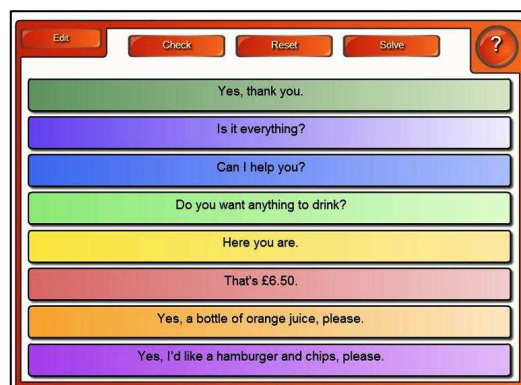 Edit
Check
Reset
Solve
?
Yes, thank you.
Is it everything?
Can I help you?
Do you want anything to drink?
Here you are.
That's £6.50.
Yes, a bottle of orange juice, please.
Yes, I'd like a hamburger and chips, please.